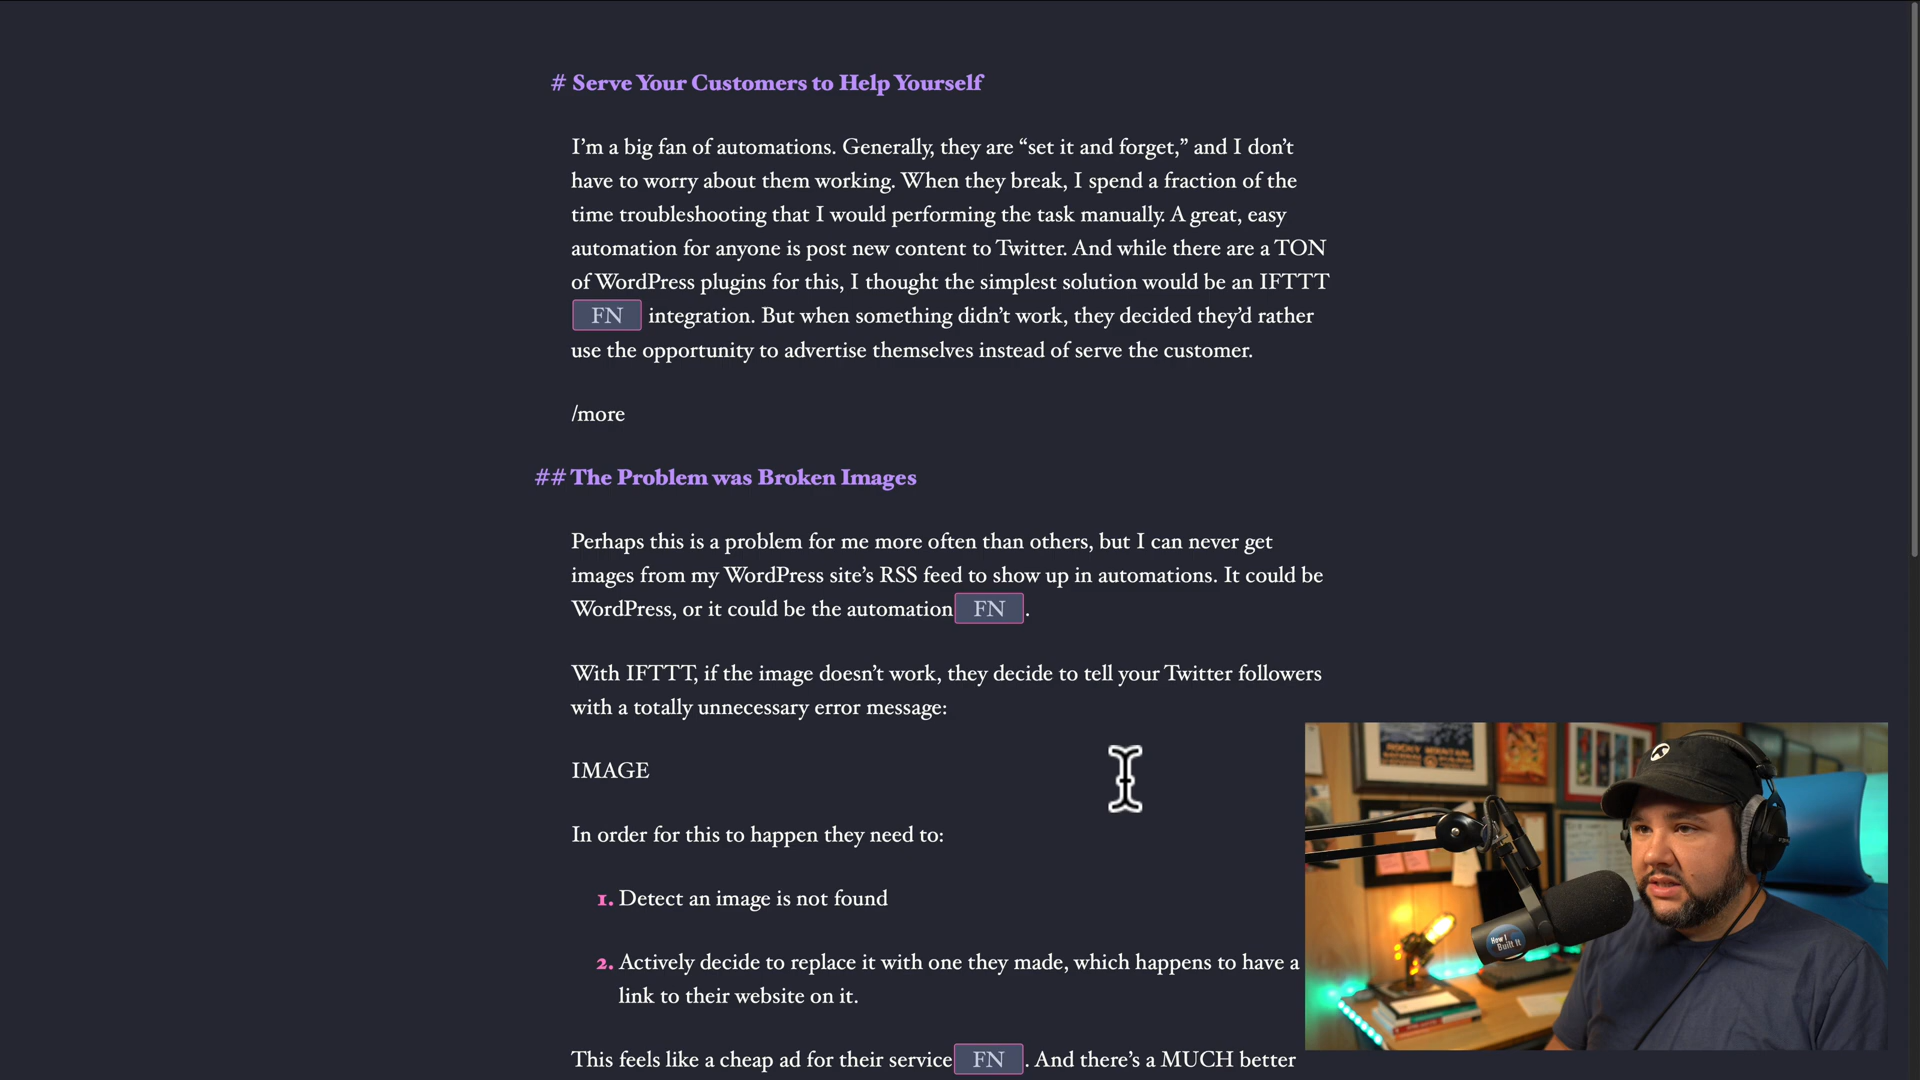 # Serve Your Customers to Help Yourself
I’m a big fan of automations. Generally, they are “set it and forget,” and I don’t
have to worry about them working. When they break, I spend a fraction of the
time troubleshooting that I would performing the task manually. A great, easy
automation for anyone is post new content to Twitter. And while there are a TON
of WordPress plugins for this, I thought the simplest solution would be an IFTTT
FN integration. But when something didn’t work, they decided they’d rather
use the opportunity to advertise themselves instead of serve the customer.
/more
## The Problem was Broken Images
Perhaps this is a problem for me more often than others, but I can never get
images from my WordPress site’s RSS feed to show up in automations. It could be
WordPress, or it could be the automation FN .
With IFTTT, if the image doesn’t work, they decide to tell your Twitter followers
with a totally unnecessary error message:
IMAGE
In order for this to happen they need to:
1. Detect an image is not found
2. Actively decide to replace it with one they made, which happens to have a
link to their website on it.
This feels like a cheap ad for their service FN . And there’s a MUCH better
ROCKY MOUNTAIN
How I
Built It